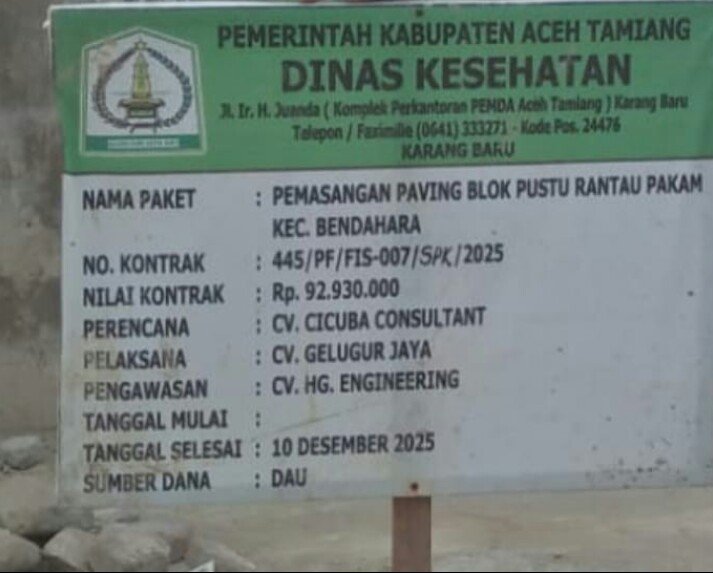 PEMERINTAH KABUPATEN ACEH TAMIANG
DINAS KESEHATAN
Jl. Ir. H. Juanda ( Komplek Perkantoran PEMDA Aceh Tamiang ) Karang Baru
Telepon / Faximilie (0641) 333271 - Kode Pos. 24476
KARANG BARU
NAMA PAKET : PEMASANGAN PAVING BLOK PUSTU RANTAU PAKAM
KEC. BENDAHARA
NO. KONTRAK : 445/PF/FIS-007/SPK/2025
NILAI KONTRAK : Rp. 92.930.000
PERENCANA : CV. CICUBA CONSULTANT
PELAKSANA : CV. GELUGUR JAYA
PENGAWASAN : CV. HG. ENGINEERING
TANGGAL MULAI :
TANGGAL SELESAI : 10 DESEMBER 2025
SUMBER DANA : DAU